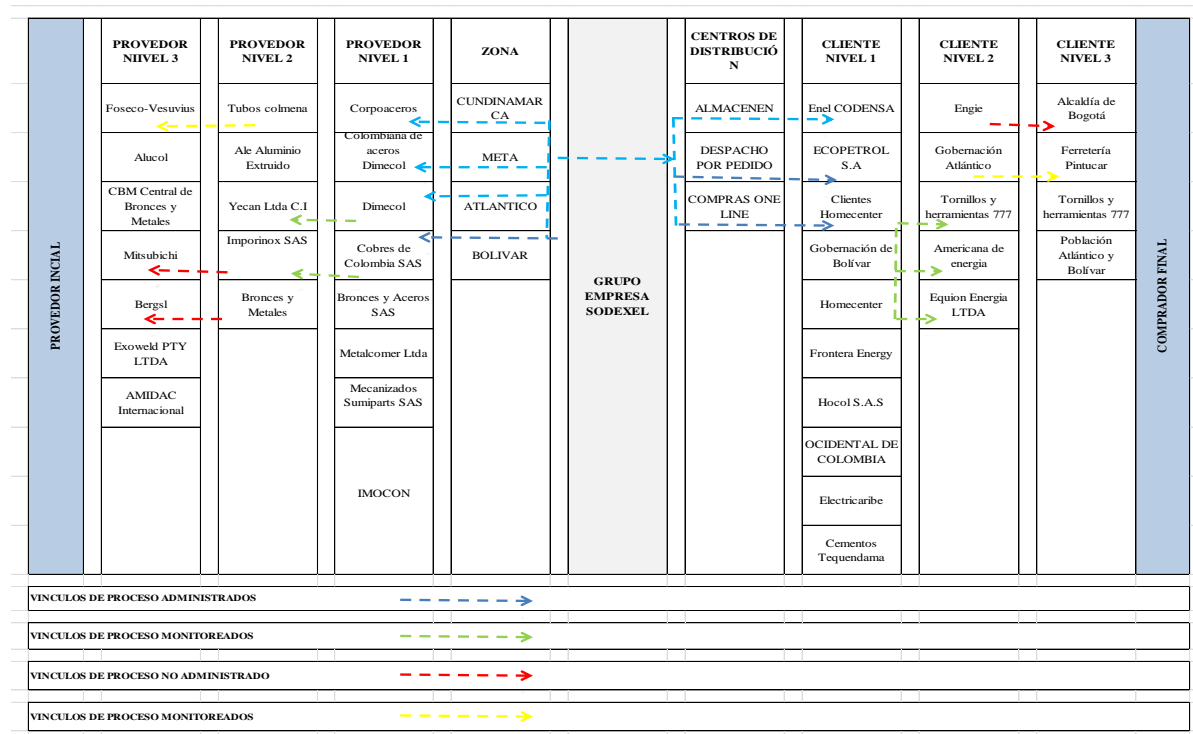 PROVEDOR INCIAL
PROVEDOR
NIIVEL 3
Foseco-Vesuvius
Alucol
CBM Central de
Bronces y
Metales
Mitsubichi
Bergsl
Exoweld PTY
LTDA
AMIDAC
Internacional
PROVEDOR
NIVEL 2
Tubos colmena
Ale Aluminio
Extruido
Yecan Ltda C.I
Imporinox SAS
Bronces y
Metales
PROVEDOR
NIVEL 1
Corpoaceros
Colombiana de
aceros
Dimecol
Dimecol
Cobres de
Colombia SAS
Bronces y Aceros
SAS
Metalcomer Ltda
Mecanizados
Sumiparts SAS
IMOCON
ZONA
CUNDINAMAR
CA
META
ATLANTICO
BOLIVAR
GRUPO
EMPRESA
SODEXEL
CENTROS DE
DISTRIBUCIÓ
N
ALMACENEN
DESPACHO
POR PEDIDO
COMPRAS ONE
LINE
CLIENTE
NIVEL 1
Enel CODENSA
ECOPETROL
S.A
Clientes
Homecenter
Gobernación de
Bolívar
Homecenter
Frontera Energy
Hocol S.A.S
OCIDENTAL DE
COLOMBIA
Electricaribe
Cementos
Tequendama
CLIENTE
NIVEL 2
Engie
Gobernación
Atlántico
Tornillos y
herramientas 777
Americana de
energia
Equion Energia
LTDA
CLIENTE
NIVEL 3
Alcaldía de
Bogotá
Ferretería
Pintucar
Tornillos y
herramientas 777
Población
Atlántico y
Bolívar
COMPRADOR FINAL
VINCULOS DE PROCESO ADMINISTRADOS
VINCULOS DE PROCESO MONITOREADOS
VINCULOS DE PROCESO NO ADMINISTRADO
VINCULOS DE PROCESO MONITOREADOS